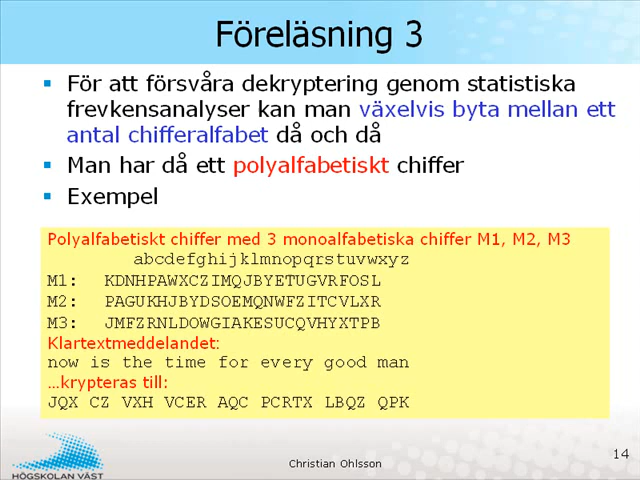 Föreläsning 3
För att försvåra dekryptering genom statistiska
frevkensanalyser kan man växelvis byta mellan ett
antal chifferalfabet då och då
Man har då ett polyalfabetiskt chiffer
Exempel
Polyalfabetiskt chiffer med 3 monoalfabetiska chiffer M1, M2, M3
abcdefghijklmnopqrstuvwxyz
M1: KDNHPAWXCZIMQJBYETUGVRFOSL
M2: PAGUKHJBYDSOEMQNWFZITCVLXR
M3: JMFZRNLDOWGIAKESUCQVHYXTPB
Klartextmeddelandet:
now is the time for every good man
…krypteras till:
JQX CZ VXH VCER AQC PCRTX LBQZ QPK
HÖGSKOLAN VÄST
Christian Ohlsson
14